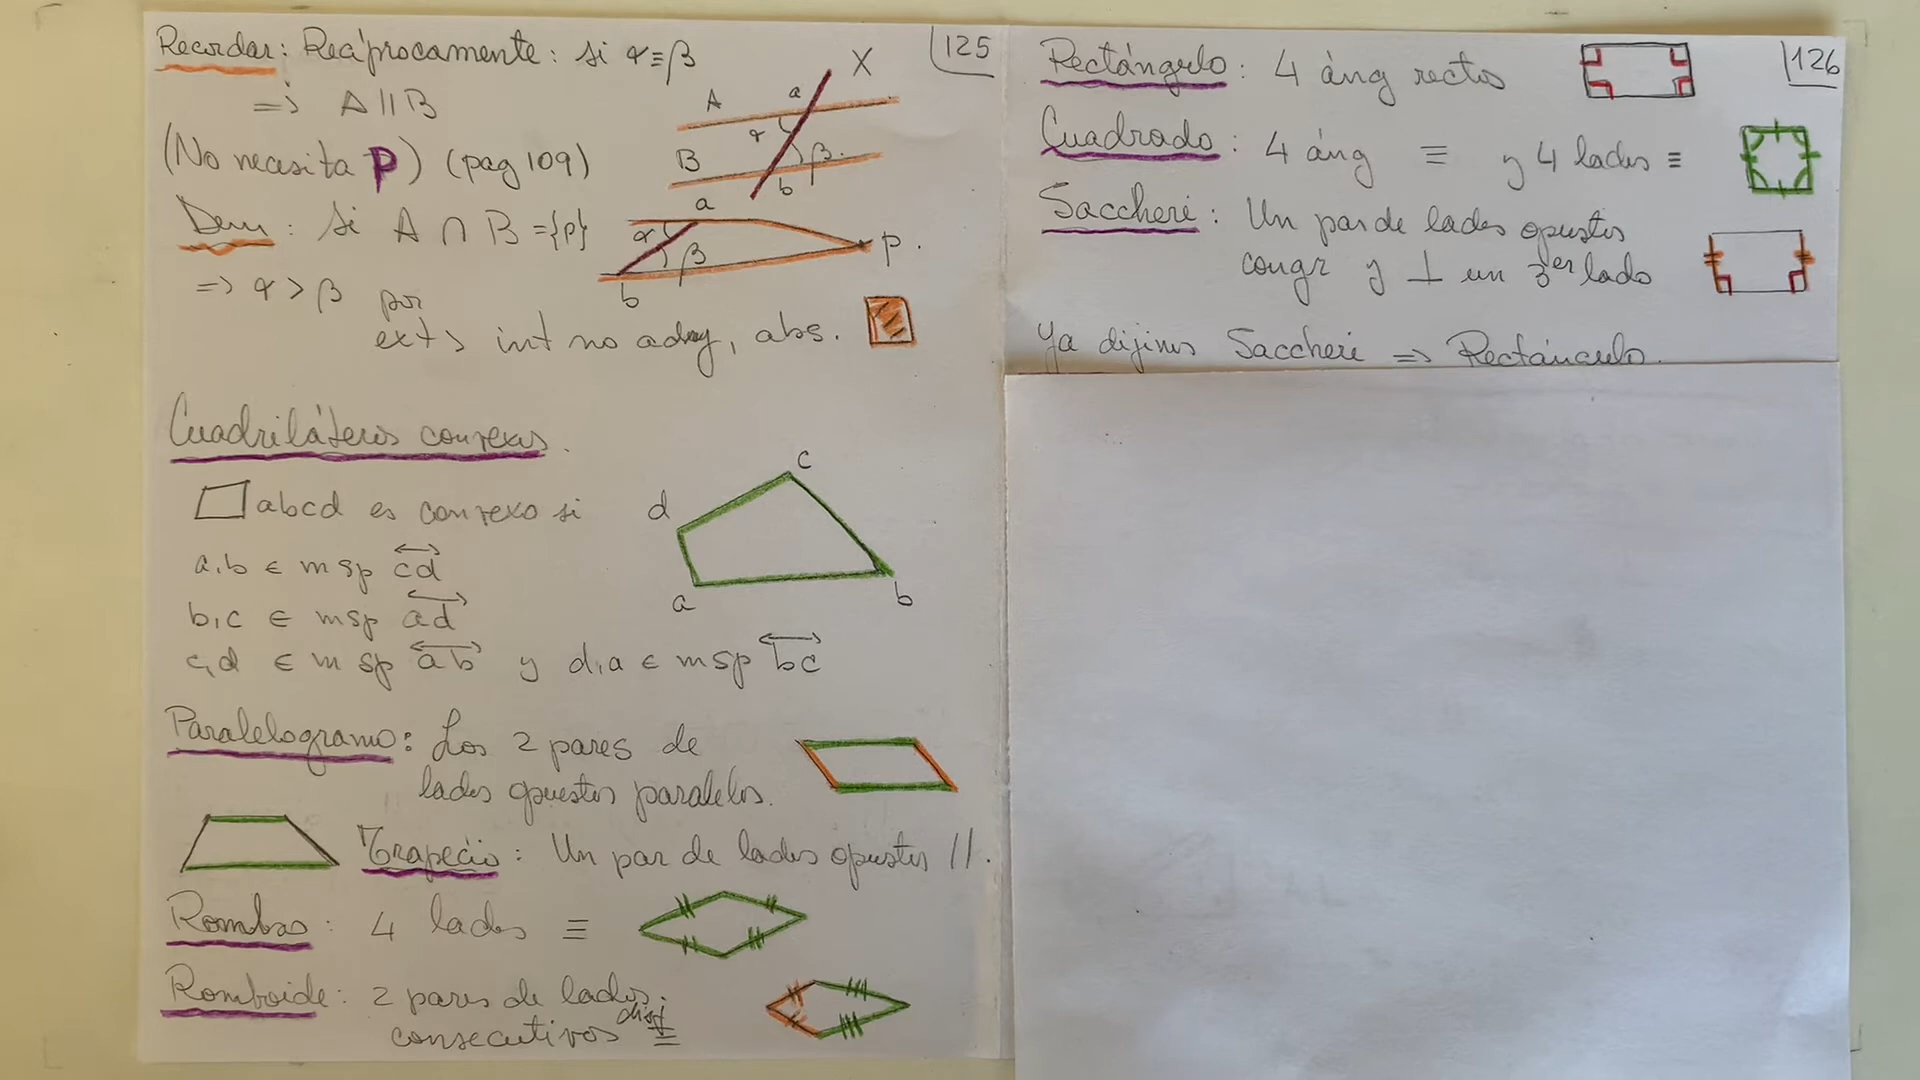 125
Recordar: Recíprocamente: si α ≡ β
=> A || B
(No necesita P) (pag 109)
A a X
α
B β
b
Dem: Si A ∩ B = {p}
a
α β p.
b
=> α > β por
ext > int no adtey, abs.
Cuadriláteros convexos.
▱ abcd es convexo si
a, b ∈ msp cd
b, c ∈ msp ad
c, d ∈ msp ab y d, a ∈ msp bc
c
d
a b
Paralelogramo: Los 2 pares de
lados opuestos paralelos.
Trapecio: Un par de lados opuestos //.
Rombo: 4 lados ≡
Romboide: 2 pares de lados
consecutivos disj ≡
126
Rectángulo: 4 áng rectos
Cuadrado: 4 áng ≡ y 4 lados ≡
Saccheri: Un par de lados opuestos
congr y ⊥ un 3er lado
Ya dijimos Saccheri => Rectángulo.